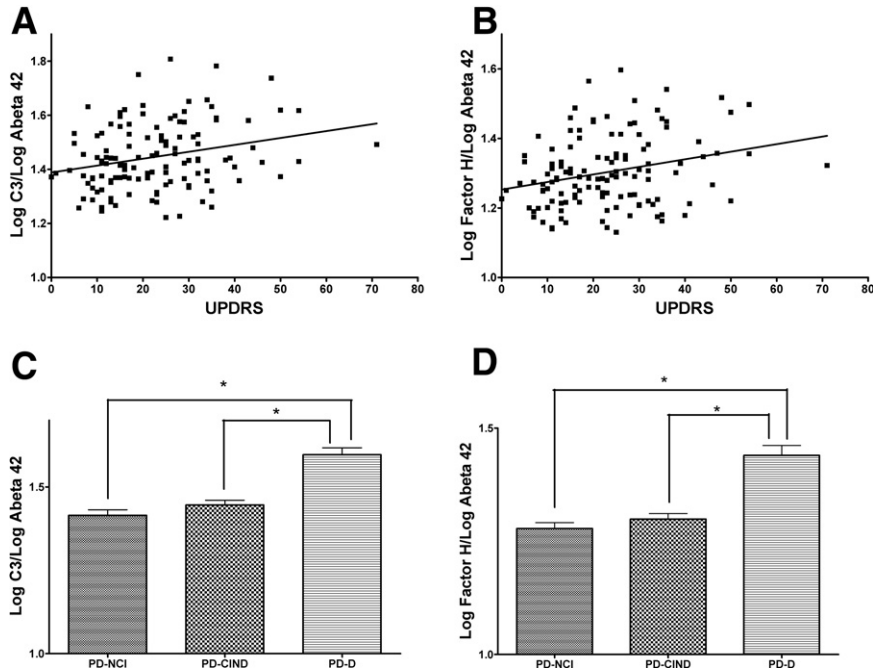 A
Log C3/Log Abeta 42
1.8
1.6
1.4
1.2
1.0
0 10 20 30 40 50 60 70 80
UPDRS
B
Log Factor H/Log Abeta 42
1.6
1.4
1.2
1.0
0 10 20 30 40 50 60 70 80
UPDRS
C
Log C3/Log Abeta 42
*
*
1.5
1.0
PD-NCI PD-CIND PD-D
D
Log Factor H/Log Abeta 42
*
*
1.5
1.0
PD-NCI PD-CIND PD-D